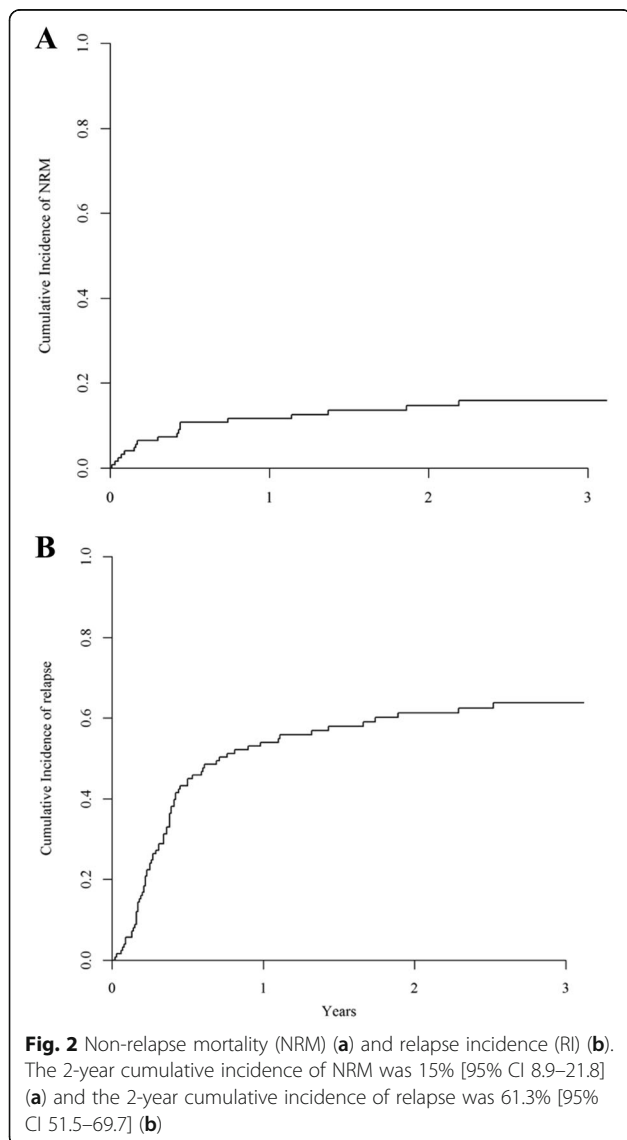 A
Cumulative Incidence of NRM
1.0
0.8
0.6
0.4
0.2
0.0
0 1 2 3
B
Cumulative Incidence of relapse
1.0
0.8
0.6
0.4
0.2
0.0
0 1 2 3
Years
Fig. 2 Non-relapse mortality (NRM) (a) and relapse incidence (RI) (b).
The 2-year cumulative incidence of NRM was 15% [95% CI 8.9–21.8]
(a) and the 2-year cumulative incidence of relapse was 61.3% [95%
CI 51.5–69.7] (b)